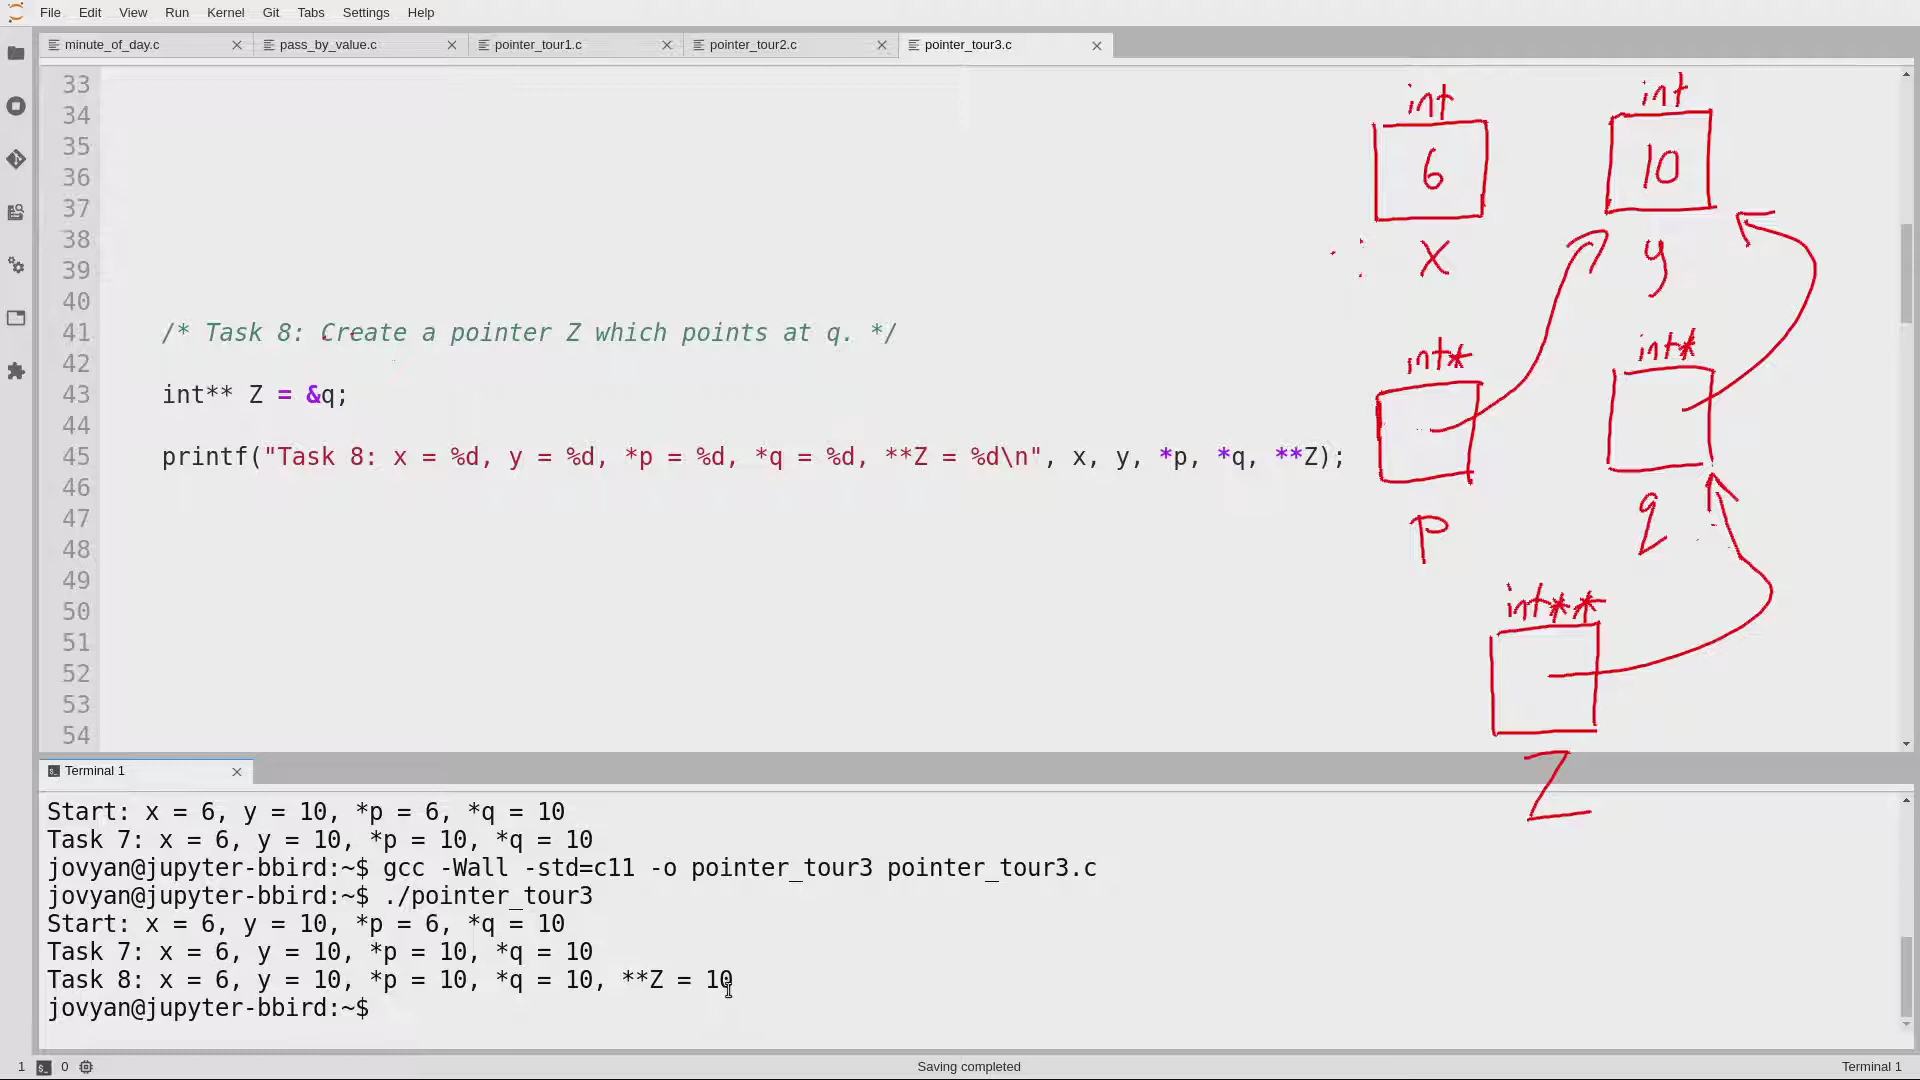 File Edit View Run Kernel Git Tabs Settings Help
minute_of_day.c pass_by_value.c pointer_tour1.c pointer_tour2.c pointer_tour3.c
33
34
35
36
37
38
39
40
41 /* Task 8: Create a pointer Z which points at q. */
42
43 int** Z = &q;
44
45 printf("Task 8: x = %d, y = %d, *p = %d, *q = %d, **Z = %d\n", x, y, *p, *q, **Z);
46
47
48
49
50
51
52
53
54
int int
6 10
x y
int* int*
p q
int**
Z
Terminal 1
Start: x = 6, y = 10, *p = 6, *q = 10
Task 7: x = 6, y = 10, *p = 10, *q = 10
jovyan@jupyter-bbird:~$ gcc -Wall -std=c11 -o pointer_tour3 pointer_tour3.c
jovyan@jupyter-bbird:~$ ./pointer_tour3
Start: x = 6, y = 10, *p = 6, *q = 10
Task 7: x = 6, y = 10, *p = 10, *q = 10
Task 8: x = 6, y = 10, *p = 10, *q = 10, **Z = 10
jovyan@jupyter-bbird:~$
1 0 Saving completed Terminal 1